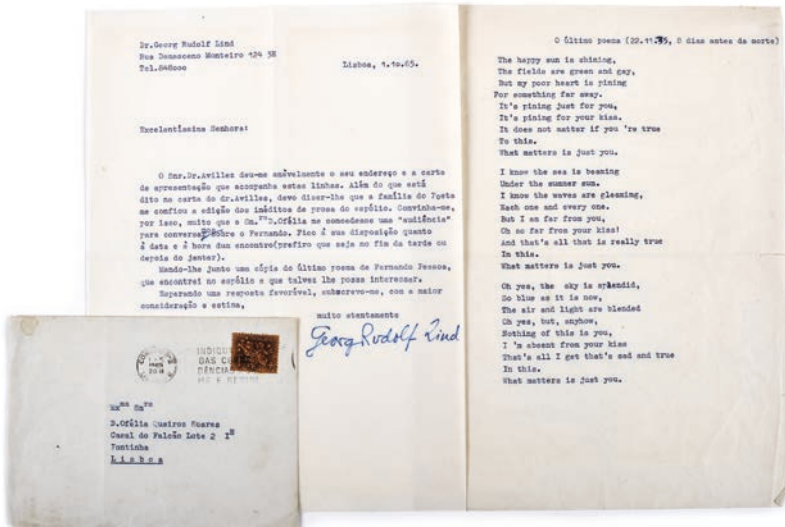 Dr.Georg Rudolf Lind
Rua Damasceno Monteiro 124 3E
Tel.848000
Lisboa, 1.10.65.
Excelentíssima Senhora:
O Snr.Dr.Avillez deu-me amàvelmente o seu endereço e a carta
de apresentação que acompanha estas linhas. Além do que está
dito na carta do dr.Avillez, devo dizer-lhe que a família do Poeta
me confiou a edição dos inéditos de prosa do espólio. Convinha-me,
por isso, muito que a Sm.ra D.Ofélia me concedesse uma "audiência"
para conversar sobre o Fernando. Fico à sua disposição quanto
à data e à hora dum encontro(prefiro que seja no fim da tarde ou
depois do jantar).
Mando-lhe junto uma cópia do último poema de Fernando Pessoa,
que encontrei no espólio e que talvez lhe possa interessar.
Esperando uma resposta favorável, subscrevo-me, com a maior
consideração e estima,
muito atentamente
Georg Rudolf Lind
O último poema (22.11.35, 8 dias antes da morte)
The happy sun is shining,
The fields are green and gay,
But my poor heart is pining
For something far away.
It's pining just for you,
It's pining for your kiss.
It does not matter if you 're true
To this.
What matters is just you.
I know the sea is beaming
Under the summer sun.
I know the waves are gleaming,
Each one and every one.
But I am far from you,
Oh so far from your kiss!
And that's all that is really true
In this.
What matters is just you.
Oh yes, the sky is splendid,
So blue as it is now,
The air and light are blended
Oh yes, but, anyhow,
Nothing of this is you,
I 'm absent from your kiss
That's all I get that's sad and true
In this.
What matters is just you.
1965
INDIQUE
DAS CORRES
DÊNCIAS
Exma Snra
D.Ofélia Queiroz Soares
Casal do Falcão Lote 2 IE
Pontinha
Lisboa